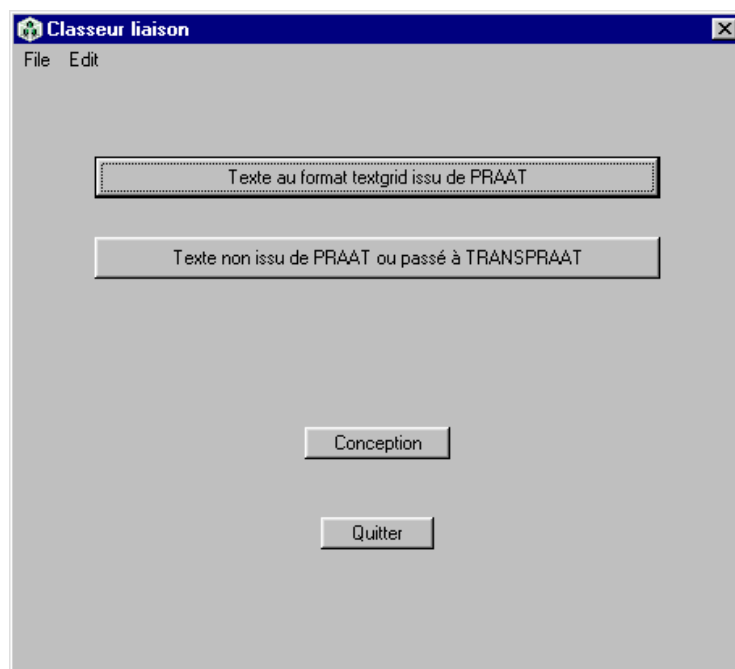 Classeur liaison
File Edit
Texte au format textgrid issu de PRAAT
Texte non issu de PRAAT ou passé à TRANSPRAAT
Conception
Quitter